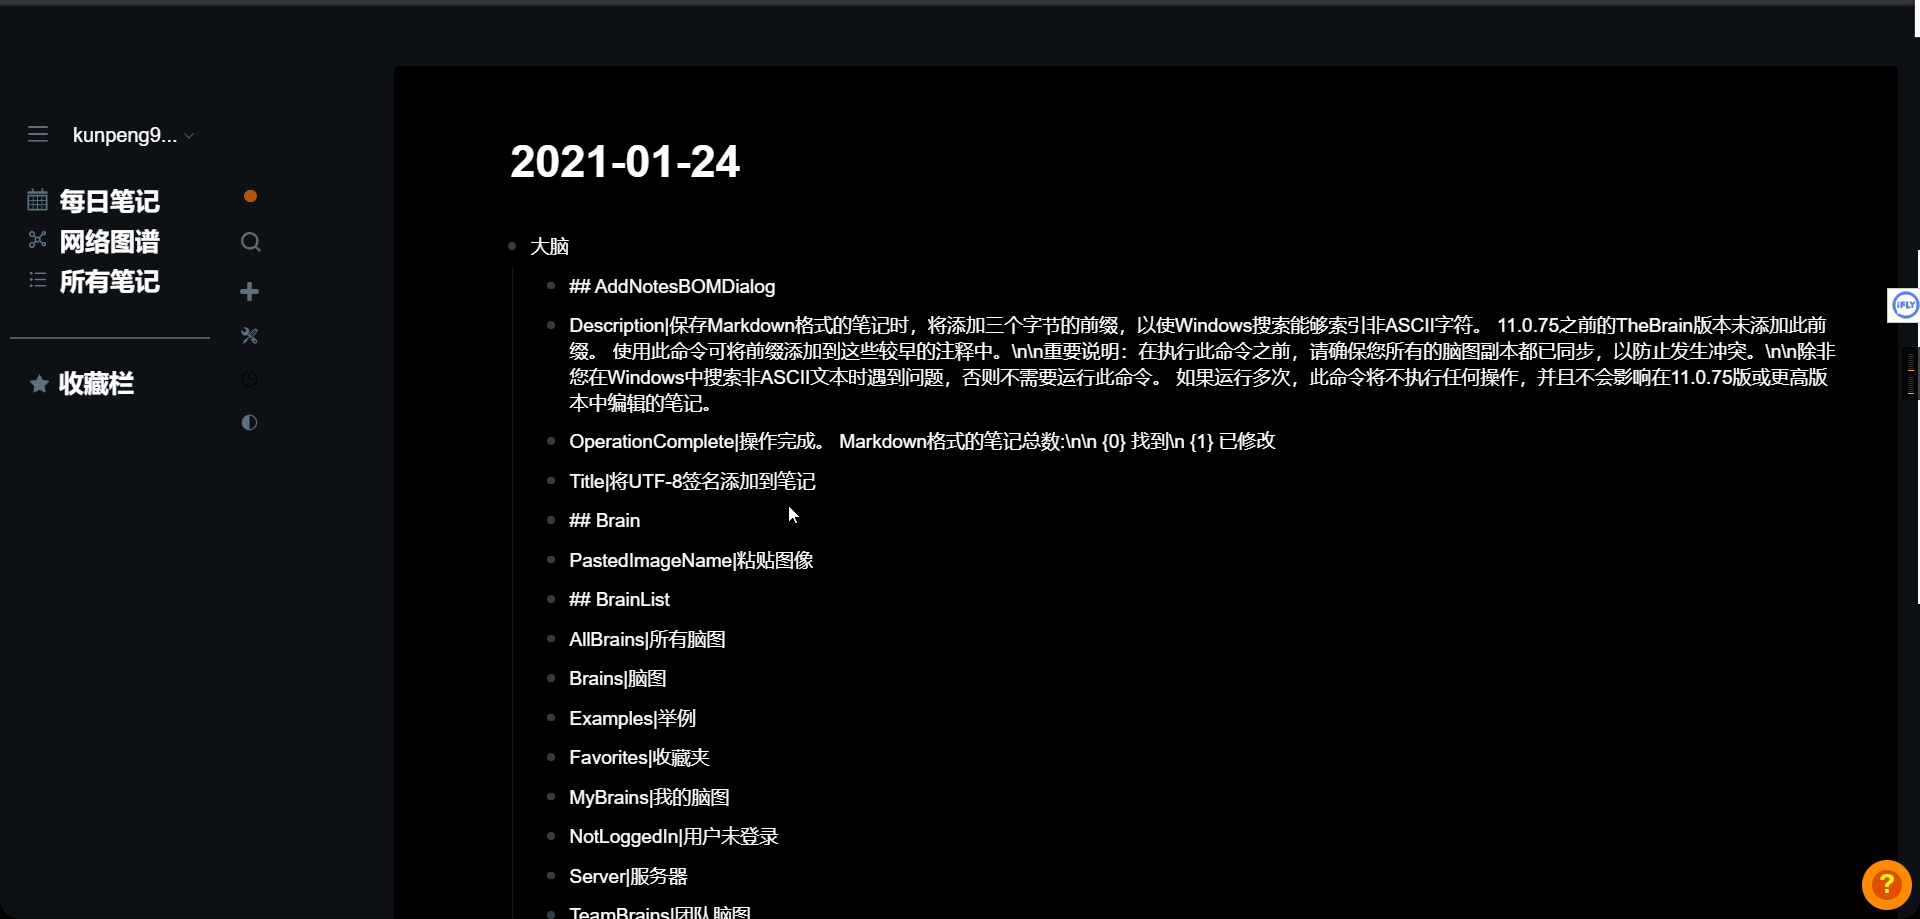 kunpeng9...
每日笔记
网络图谱
所有笔记
收藏栏
2021-01-24
大脑
## AddNotesBOMDialog
Description|保存Markdown格式的笔记时，将添加三个字节的前缀，以使Windows搜索能够索引非ASCII字符。 11.0.75之前的TheBrain版本未添加此前
缀。 使用此命令可将前缀添加到这些较早的注释中。\n\n重要说明：在执行此命令之前，请确保您所有的脑图副本都已同步，以防止发生冲突。\n\n除非
您在Windows中搜索非ASCII文本时遇到问题，否则不需要运行此命令。 如果运行多次，此命令将不执行任何操作，并且不会影响在11.0.75版或更高版
本中编辑的笔记。
OperationComplete|操作完成。 Markdown格式的笔记总数:\n\n {0} 找到\n {1} 已修改
Title|将UTF-8签名添加到笔记
## Brain
PastedImageName|粘贴图像
## BrainList
AllBrains|所有脑图
Brains|脑图
Examples|举例
Favorites|收藏夹
MyBrains|我的脑图
NotLoggedIn|用户未登录
Server|服务器
TeamBrains|团队脑图
iFLY
?